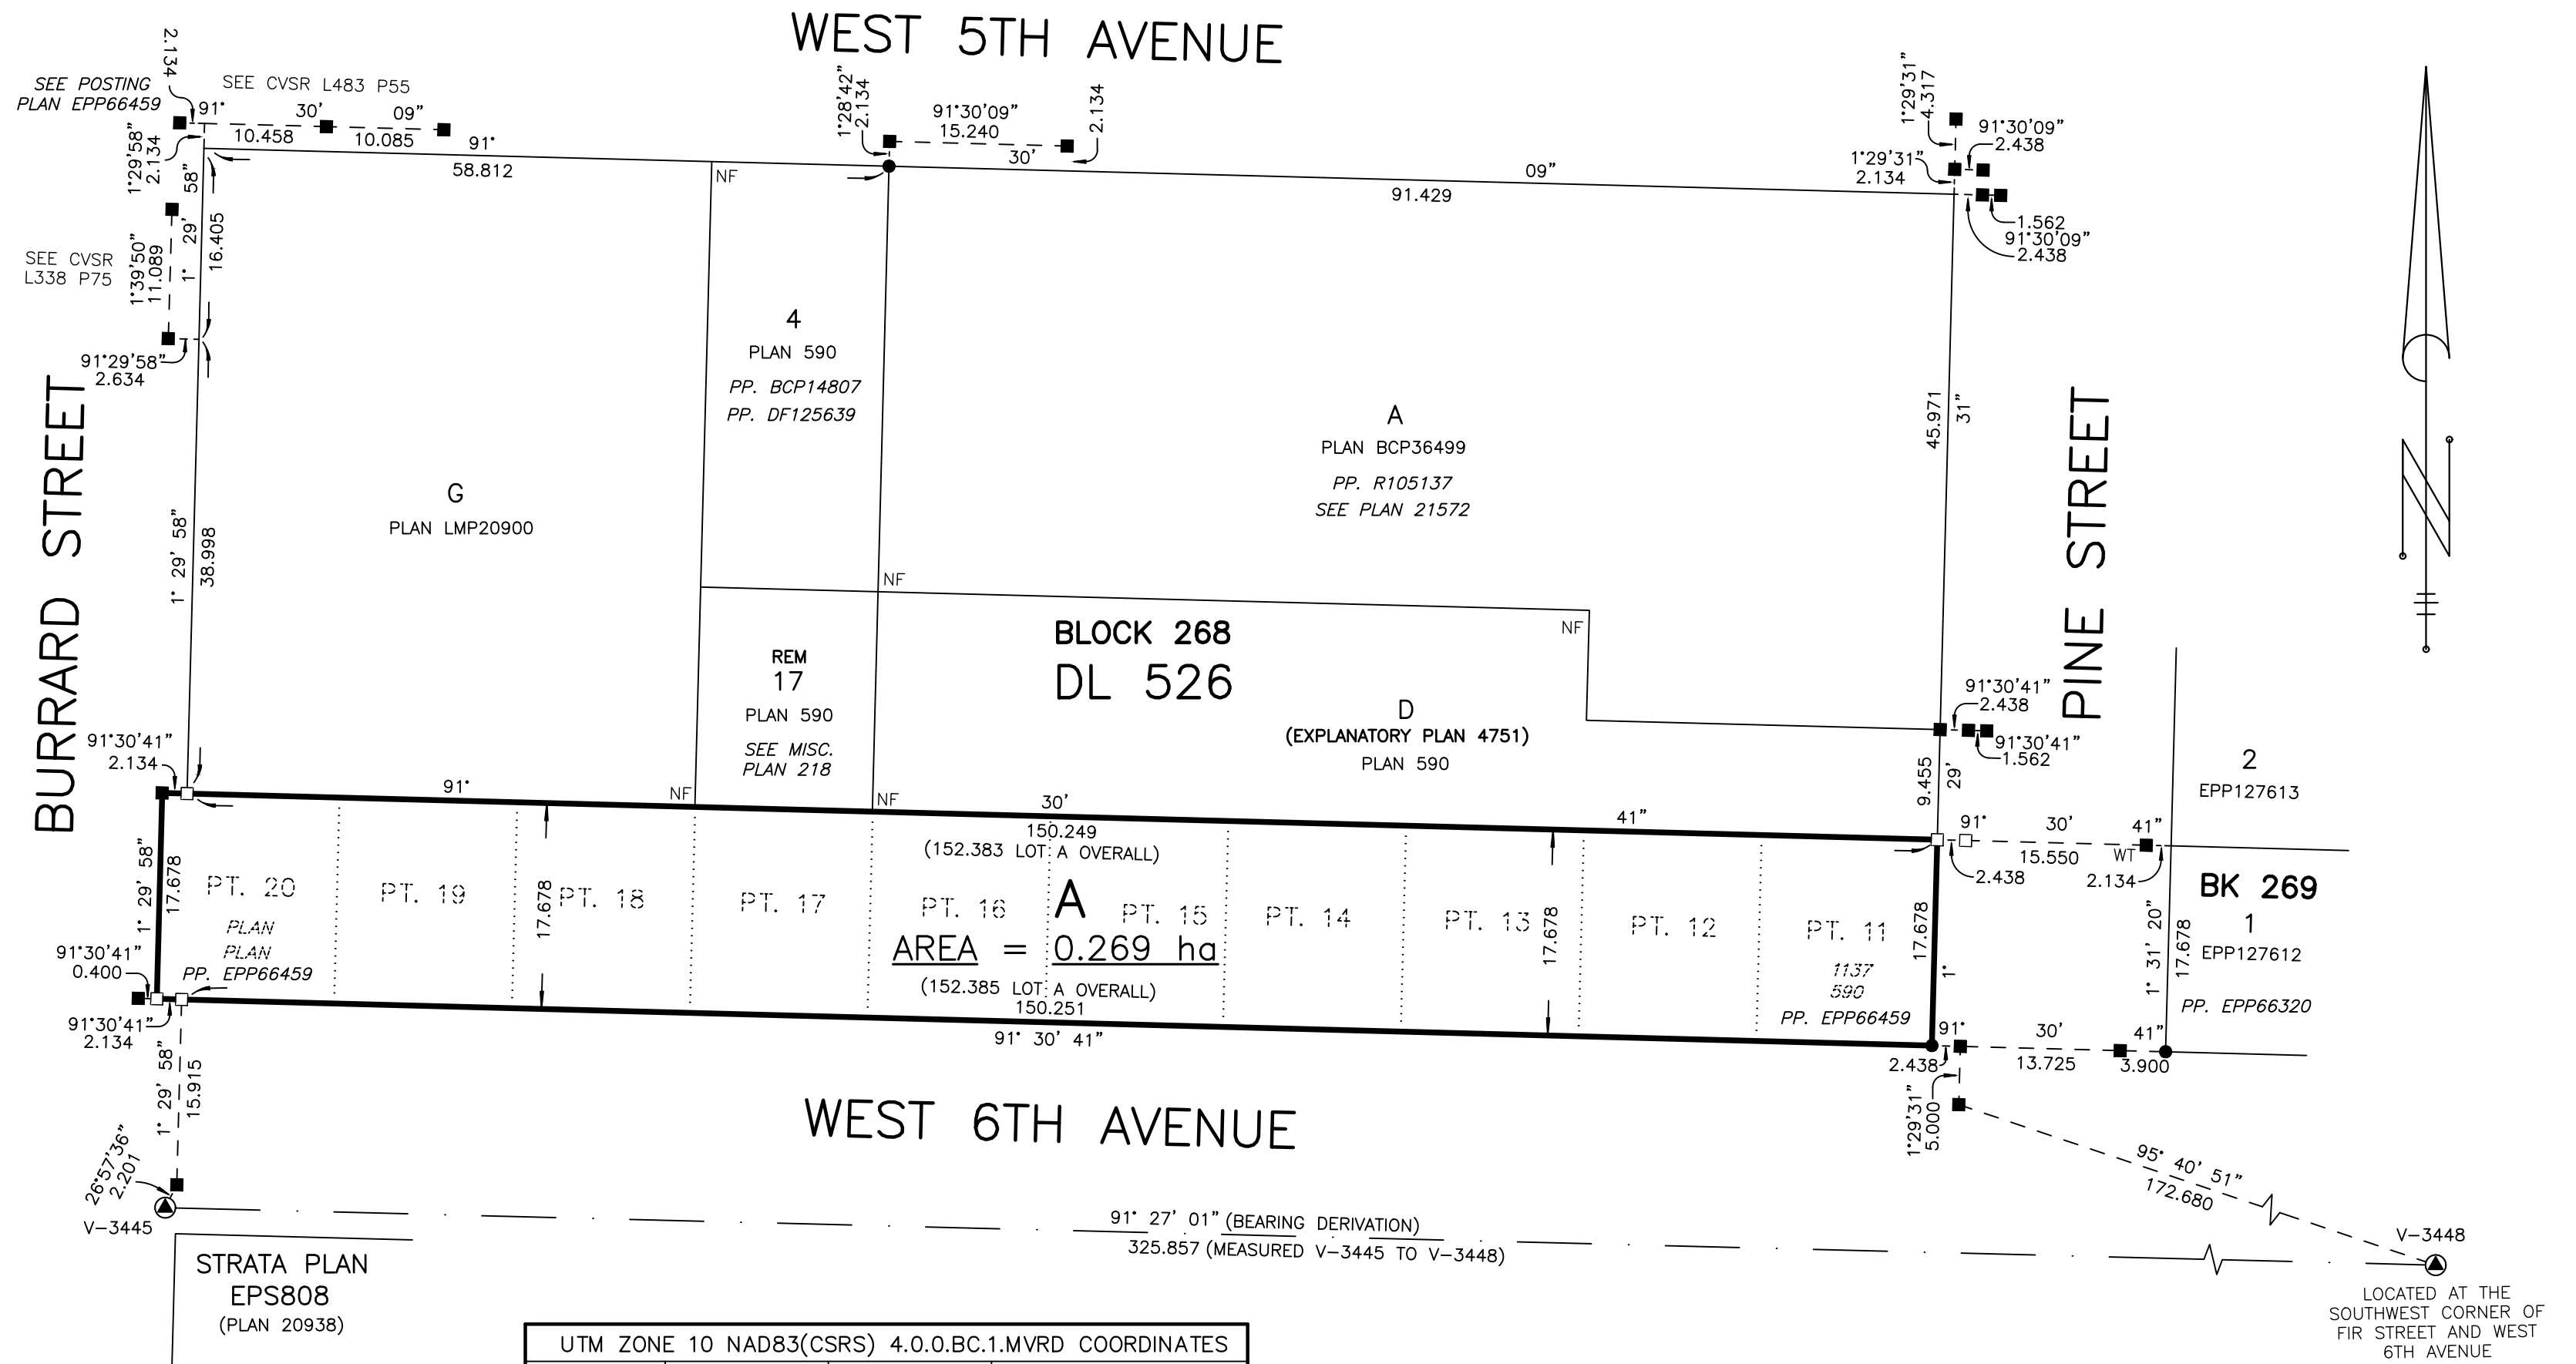 WEST 5TH AVENUE
2.134
SEE POSTING
PLAN EPP66459
SEE CVSR L483 P55
91° 30' 09"
10.458
10.085
1°29'58"
2.134
91°
58.812
1°28'42"
2.134
91°30'09"
15.240
2.134
30'
09"
91.429
1°29'31"
4.317
91°30'09"
2.438
1°29'31"
2.134
1.562
91°30'09"
2.438
SEE CVSR
L338 P75
1°39'50"
11.089
1° 29' 58"
16.405
91°29'58"
2.634
BURRARD STREET
1° 29' 58"
38.998
NF
4
PLAN 590
PP. BCP14807
PP. DF125639
G
PLAN LMP20900
A
PLAN BCP36499
PP. R105137
SEE PLAN 21572
45.971
31"
PINE STREET
NF
NF
BLOCK 268
DL 526
REM
17
PLAN 590
SEE MISC.
PLAN 218
D
(EXPLANATORY PLAN 4751)
PLAN 590
91°30'41"
2.438
91°30'41"
1.562
9.455
29'
2
EPP127613
91°30'41"
2.134
NF
NF
91°
30'
41"
150.249
(152.383 LOT A OVERALL)
91° 30' 41"
15.550
WT
2.438
2.134
1° 29' 58"
17.678
PT. 20
PT. 19
PT. 18
PT. 17
PT. 16
PT. 15
PT. 14
PT. 13
PT. 12
PT. 11
17.678
17.678
17.678
1°
A
AREA = 0.269 ha
(152.385 LOT A OVERALL)
150.251
91° 30' 41"
PLAN
PLAN
PP. EPP66459
1137
590
PP. EPP66459
BK 269
1
EPP127612
PP. EPP66320
1° 31' 20"
17.678
91°30'41"
0.400
91°30'41"
2.134
1° 29' 58"
15.915
91° 30' 41"
2.438
13.725
3.900
1°29'31"
5.000
WEST 6TH AVENUE
26°57'36"
2.201
V-3445
95° 40' 51"
172.680
91° 27' 01" (BEARING DERIVATION)
325.857 (MEASURED V-3445 TO V-3448)
V-3448
LOCATED AT THE
SOUTHWEST CORNER OF
FIR STREET AND WEST
6TH AVENUE
STRATA PLAN
EPS808
(PLAN 20938)
UTM ZONE 10 NAD83(CSRS) 4.0.0.BC.1.MVRD COORDINATES